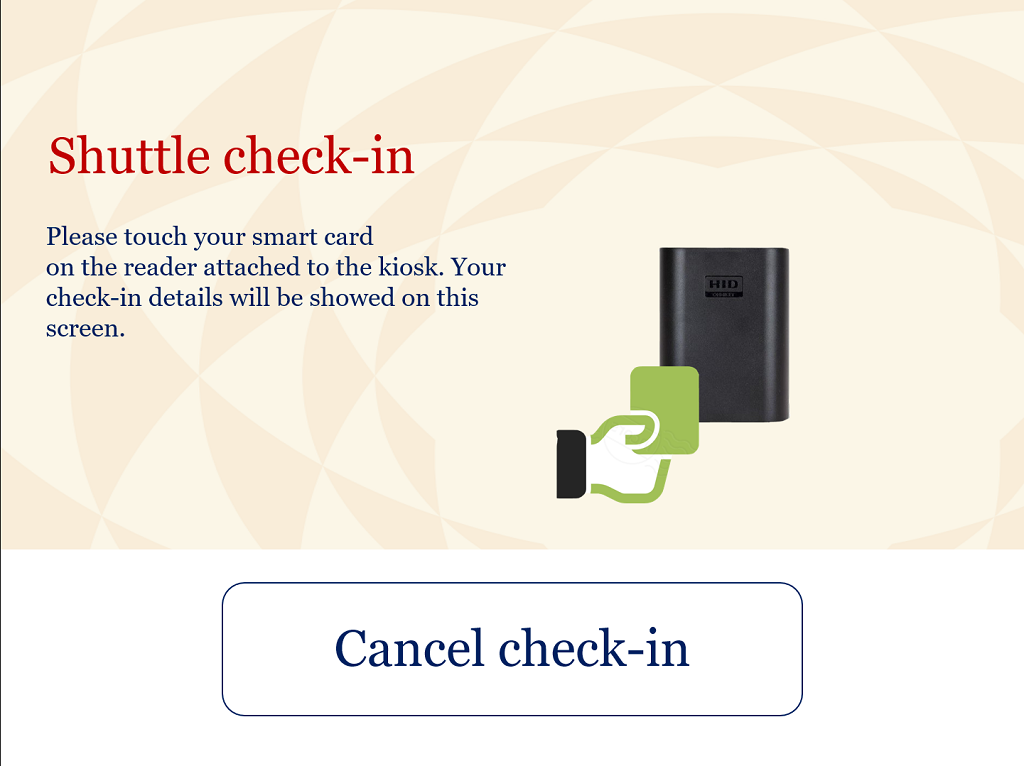 Shuttle check-in
Please touch your smart card
on the reader attached to the kiosk. Your
check-in details will be showed on this
screen.
HID
Cancel check-in